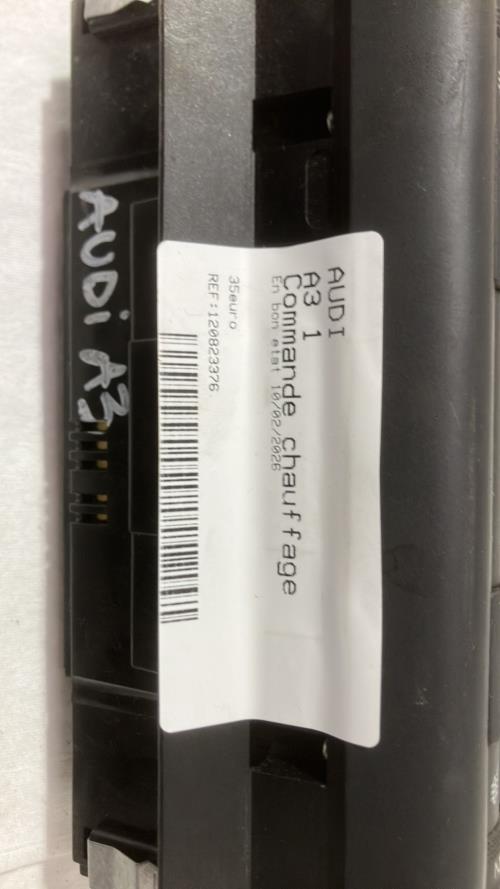 AUDI
A3 1
Commande chauffage
En bon etat 10/02/2026
35euro
REF:120823376
AUDi A3